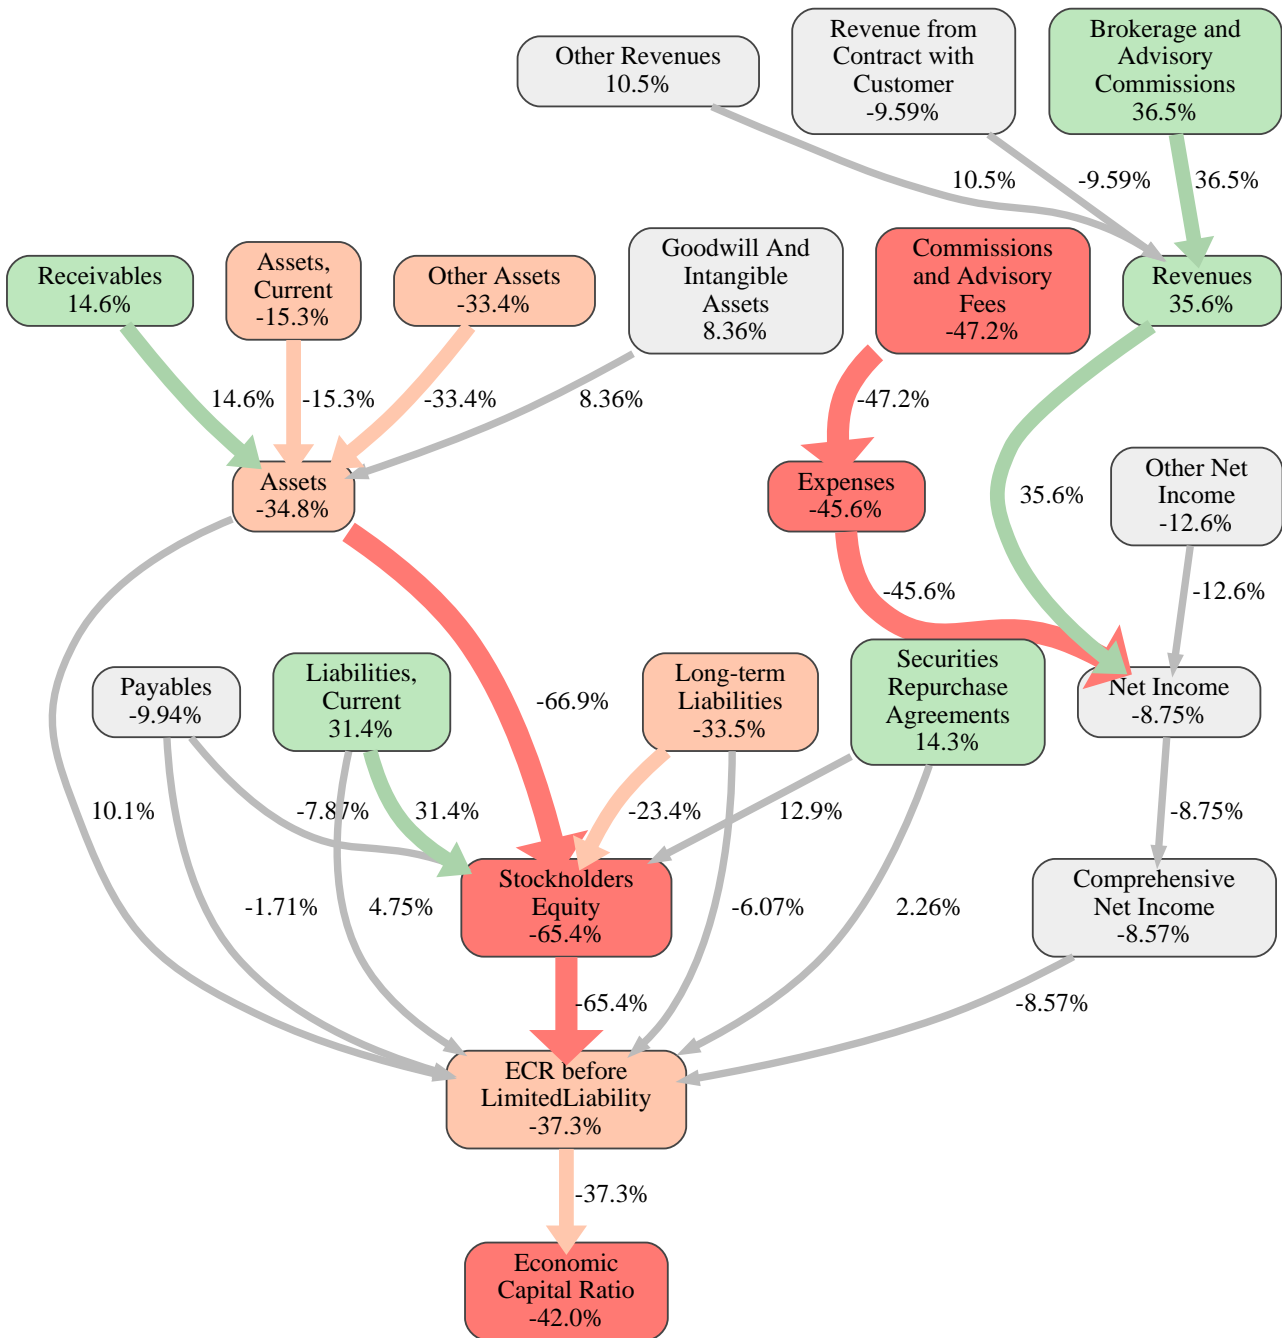 Other Revenues
10.5%
Revenue from
Contract with
Customer
-9.59%
Brokerage and
Advisory
Commissions
36.5%
10.5%
-9.59%
36.5%
Receivables
14.6%
Assets,
Current
-15.3%
Other Assets
-33.4%
Goodwill And
Intangible
Assets
8.36%
Commissions
and Advisory
Fees
-47.2%
Revenues
35.6%
14.6%
-15.3%
-33.4%
8.36%
-47.2%
35.6%
Assets
-34.8%
Expenses
-45.6%
Other Net
Income
-12.6%
-45.6%
-12.6%
Payables
-9.94%
Liabilities,
Current
31.4%
-66.9%
Long-term
Liabilities
-33.5%
Securities
Repurchase
Agreements
14.3%
Net Income
-8.75%
10.1%
-7.87%
31.4%
-23.4%
12.9%
-8.75%
Stockholders
Equity
-65.4%
Comprehensive
Net Income
-8.57%
-1.71%
4.75%
-6.07%
2.26%
-65.4%
-8.57%
ECR before
LimitedLiability
-37.3%
-37.3%
Economic
Capital Ratio
-42.0%